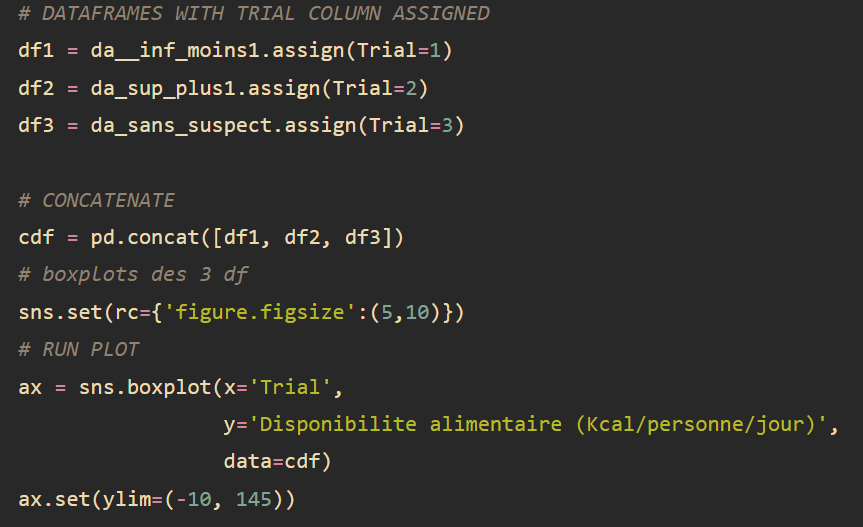 # DATAFRAMES WITH TRIAL COLUMN ASSIGNED
df1 = da__inf_moins1.assign(Trial=1)
df2 = da_sup_plus1.assign(Trial=2)
df3 = da_sans_suspect.assign(Trial=3)

# CONCATENATE
cdf = pd.concat([df1, df2, df3])
# boxplots des 3 df
sns.set(rc={'figure.figsize':(5,10)})
# RUN PLOT
ax = sns.boxplot(x='Trial',
                 y='Disponibilite alimentaire (Kcal/personne/jour)',
                 data=cdf)
ax.set(ylim=(-10, 145))